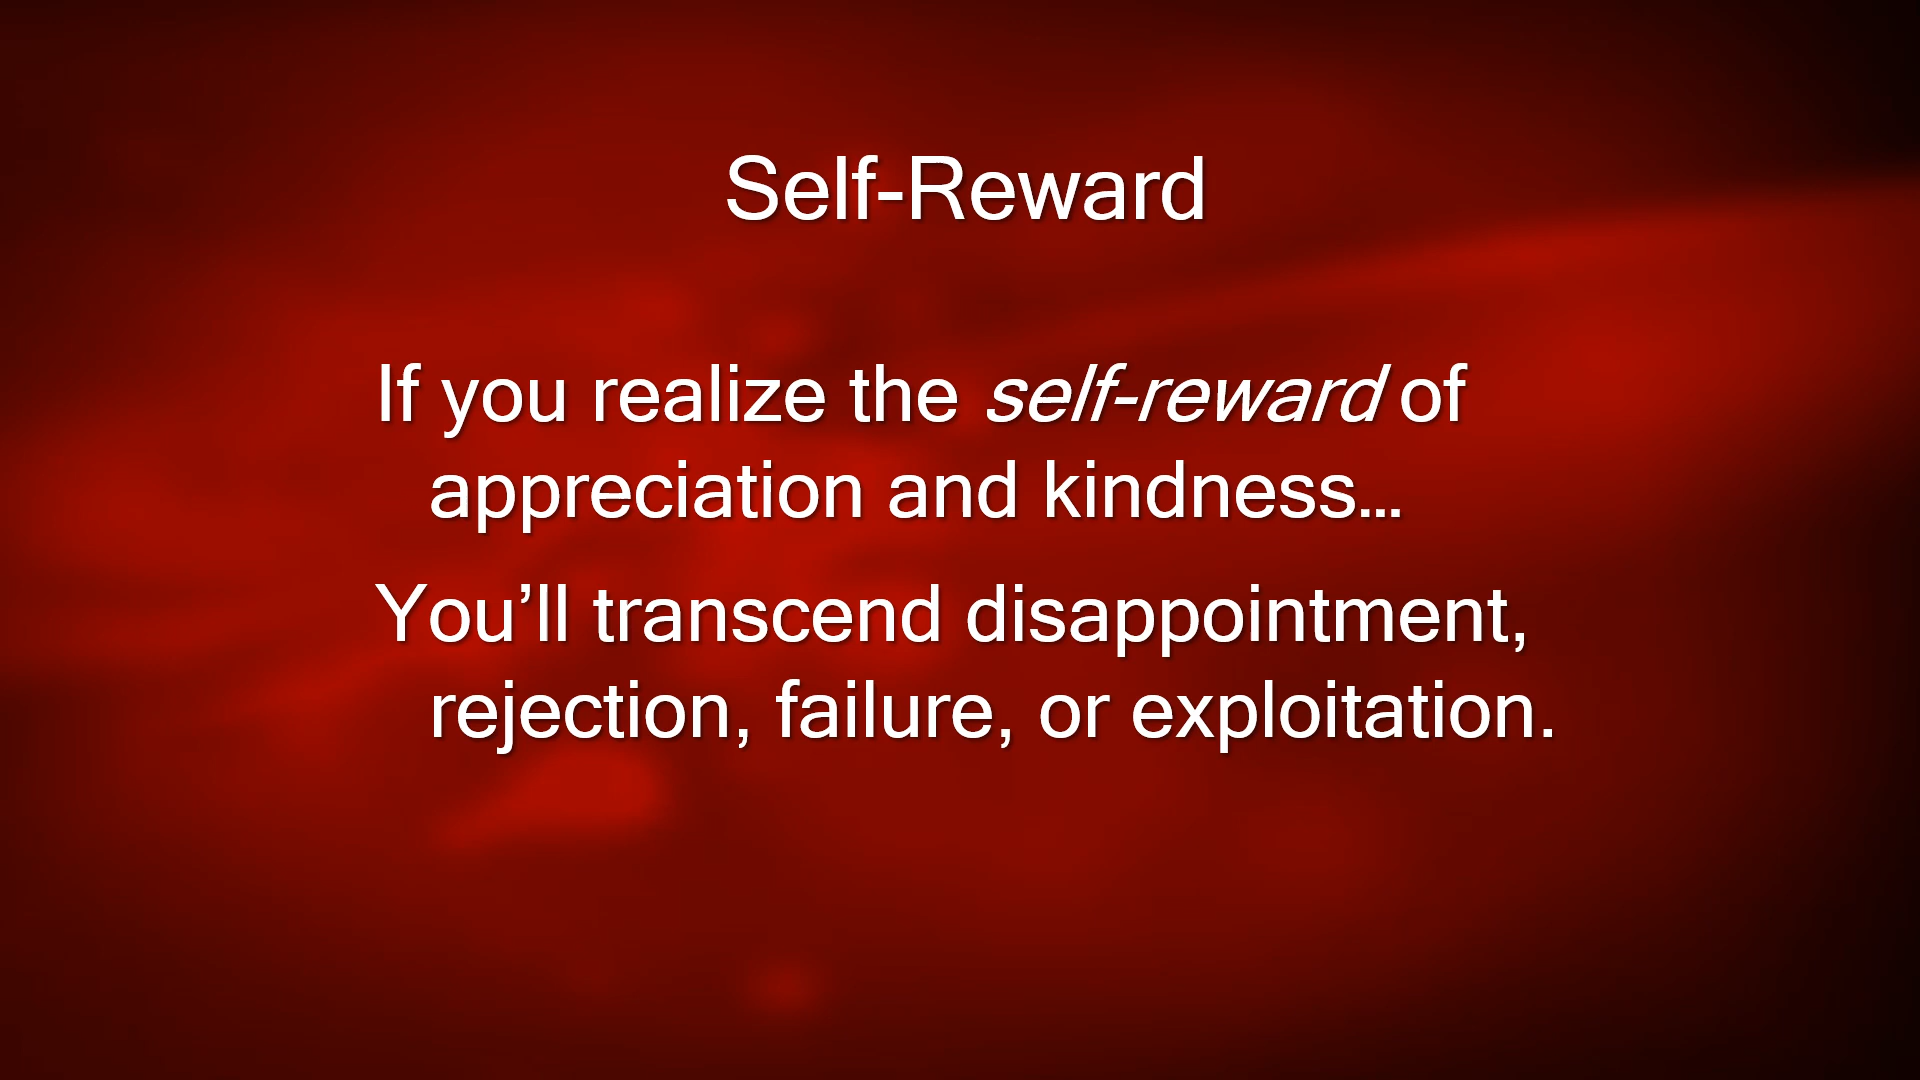 Self-Reward
If you realize the self-reward of
appreciation and kindness...
You’ll transcend disappointment,
rejection, failure, or exploitation.